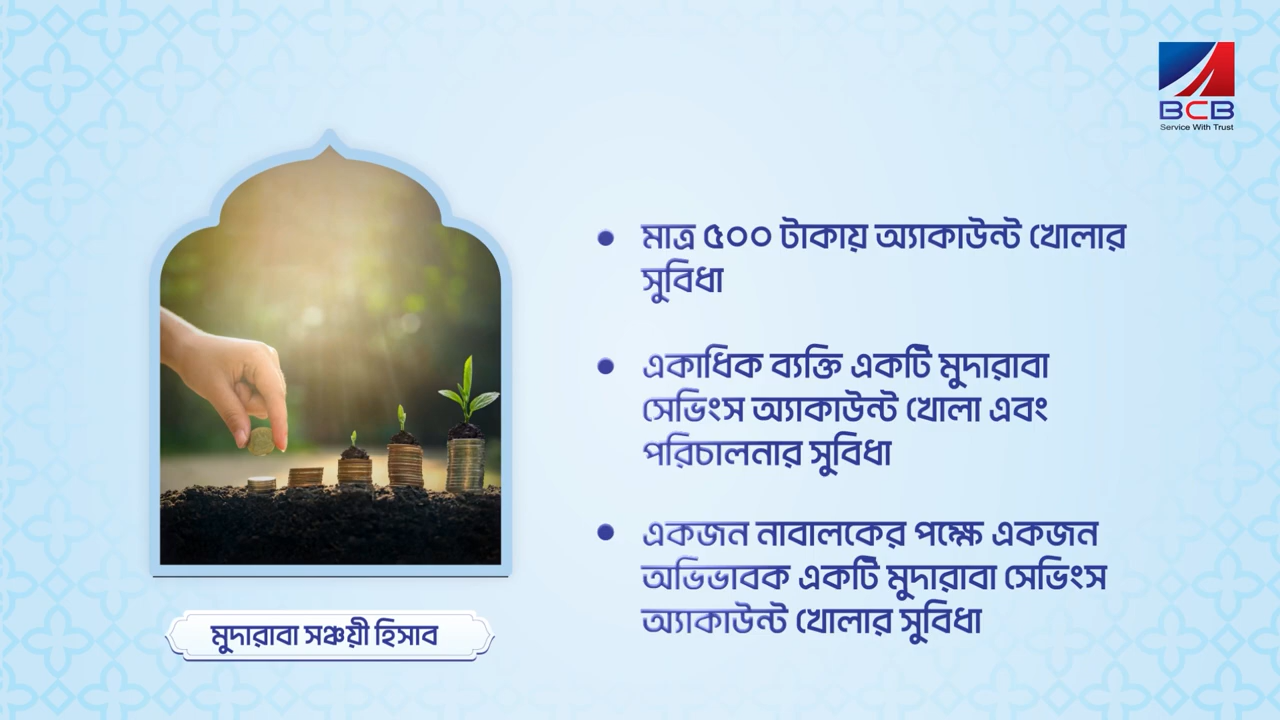 BCB
Service With Trust
মাত্র ৫০০ টাকায় অ্যাকাউন্ট খোলার
সুবিধা
একাধিক ব্যক্তি একটি মুদারাবা
সেভিংস অ্যাকাউন্ট খোলা এবং
পরিচালনার সুবিধা
একজন নাবালকের পক্ষে একজন
অভিভাবক একটি মুদারাবা সেভিংস
অ্যাকাউন্ট খোলার সুবিধা
মুদারাবা সঞ্চয়ী হিসাব